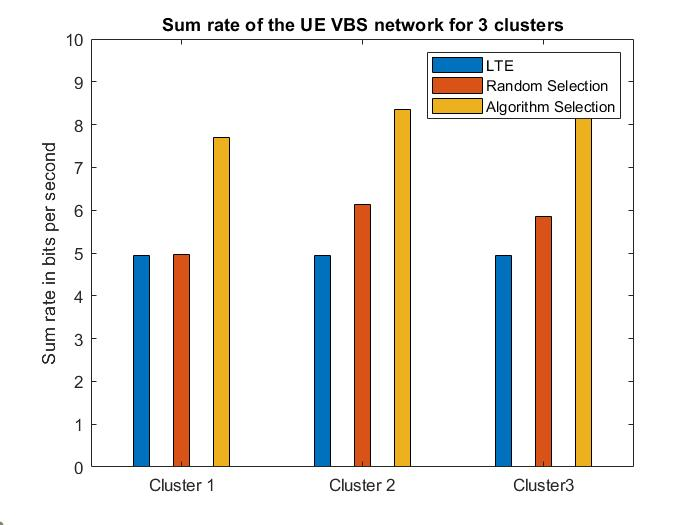 Sum rate of the UE VBS network for 3 clusters
10
9
8
7
6
5
4
3
2
1
0
Sum rate in bits per second
LTE
Random Selection
Algorithm Selection
Cluster 1
Cluster 2
Cluster3